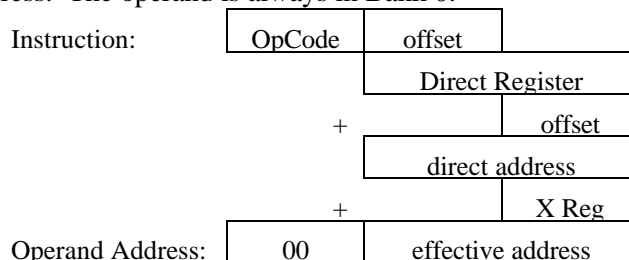 ress. The operand is always in Bank 0.
Instruction: OpCode offset
Direct Register
+ offset
direct address
+ X Reg
Operand Address: 00 effective address